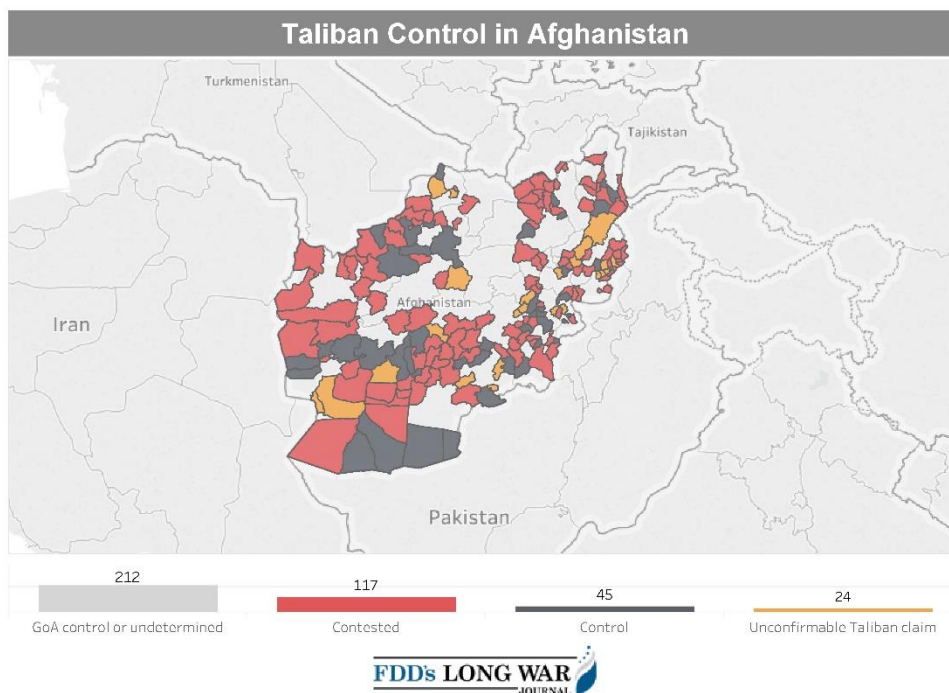 Taliban Control in Afghanistan
Turkmenistan
Tajikistan
Afghanistan
Iran
Pakistan
212
117
45
24
GoA control or undetermined
Contested
Control
Unconfirmable Taliban claim
FDD's LONG WAR
JOURNAL